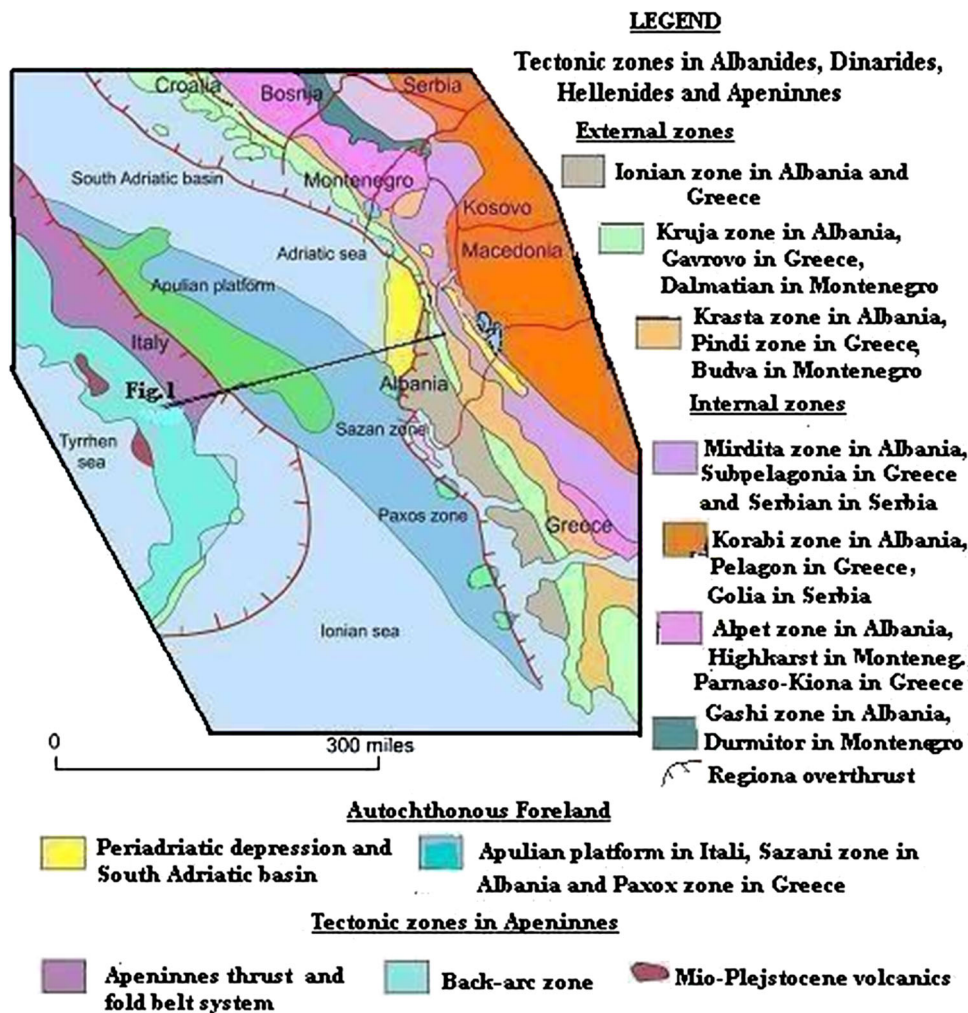 LEGEND
Tectonic zones in Albanides, Dinarides,
Hellenides and Apeninnes
External zones
Ionian zone in Albania and
Greece
Kruja zone in Albania,
Gavrovo in Greece,
Dalmatian in Montenegro
Krasta zone in Albania,
Pindi zone in Greece,
Budva in Montenegro
Internal zones
Mirdita zone in Albania,
Subpelagonia in Greece
and Serbian in Serbia
Korabi zone in Albania,
Pelagon in Greece,
Golia in Serbia
Alpet zone in Albania,
Highkarst in Monteneg.
Parnaso-Kiona in Greece
Gashi zone in Albania,
Durmitor in Montenegro
Regiona overthrust
Croalia
Bosnja
Serbia
South Adriatic basin
Montenegro
Kosovo
Adriatic sea
Macedonia
Apulian platform
Italy
Albania
Fig.1
Sazan zone
Tyrrhen
sea
Paxos zone
Greece
Ionian sea
0
300 miles
Autochthonous Foreland
Periadriatic depression and
South Adriatic basin
Apulian platform in Itali, Sazani zone in
Albania and Paxox zone in Greece
Tectonic zones in Apeninnes
Apeninnes thrust and
fold belt system
Back-arc zone
Mio-Plejstocene volcanics